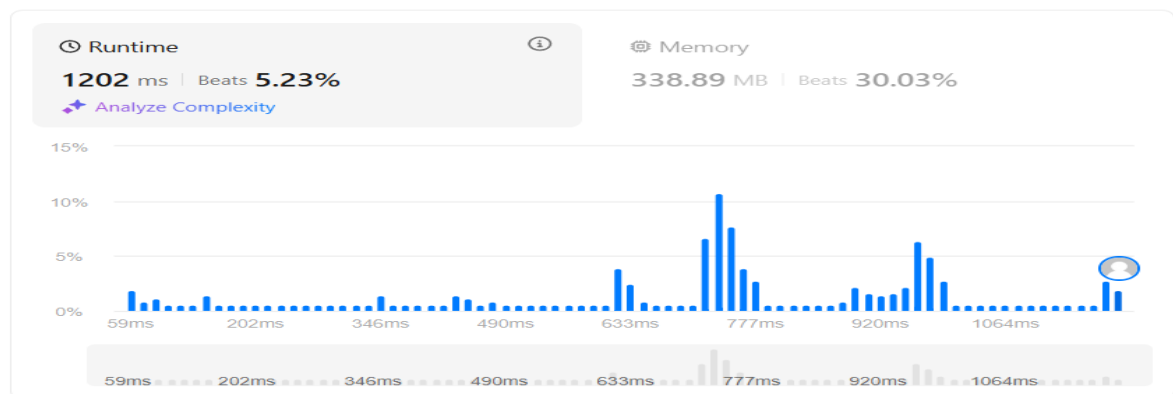 Runtime
1202 ms | Beats 5.23%
Analyze Complexity
Memory
338.89 MB | Beats 30.03%
15%
10%
5%
0%
59ms 202ms 346ms 490ms 633ms 777ms 920ms 1064ms
59ms 202ms 346ms 490ms 633ms 777ms 920ms 1064ms